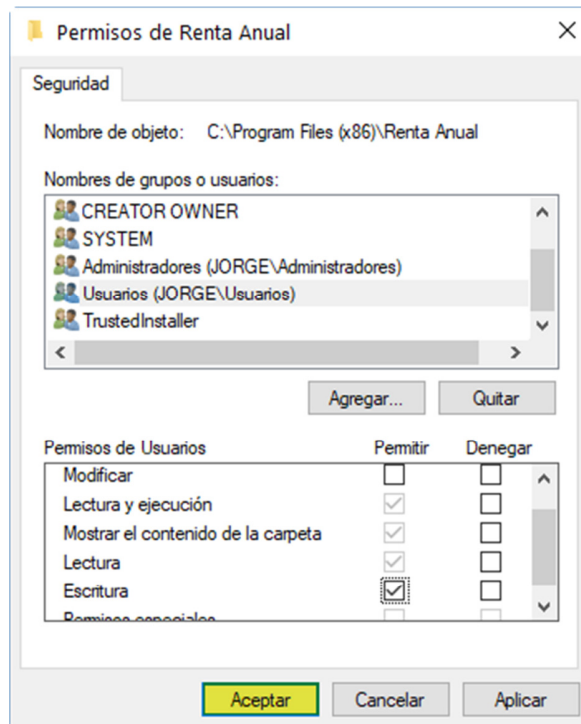 Permisos de Renta Anual
Seguridad
Nombre de objeto: C:\Program Files (x86)\Renta Anual
Nombres de grupos o usuarios:
CREATOR OWNER
SYSTEM
Administradores (JORGE\Administradores)
Usuarios (JORGE\Usuarios)
TrustedInstaller
Agregar... Quitar
Permisos de Usuarios Permitir Denegar
Modificar
Lectura y ejecución
Mostrar el contenido de la carpeta
Lectura
Escritura
Permisos especiales
Aceptar Cancelar Aplicar